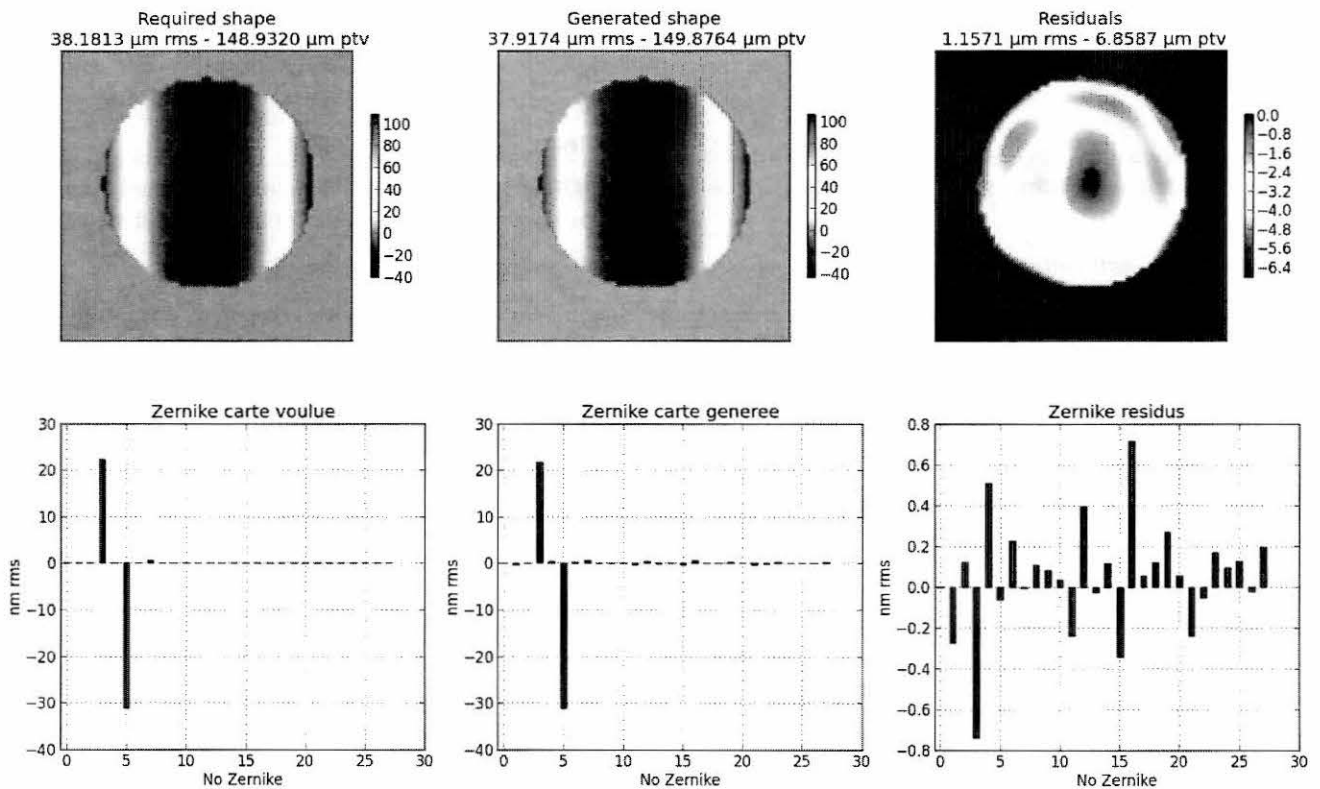 Required shape
38.1813 µm rms - 148.9320 µm ptv
100
80
60
40
20
0
−20
−40
Generated shape
37.9174 µm rms - 149.8764 µm ptv
100
80
60
40
20
0
−20
−40
Residuals
1.1571 µm rms - 6.8587 µm ptv
0.0
−0.8
−1.6
−2.4
−3.2
−4.0
−4.8
−5.6
−6.4
Zernike carte voulue
30
20
10
0
−10
−20
−30
−40
nm rms
0 5 10 15 20 25 30
No Zernike
Zernike carte generee
30
20
10
0
−10
−20
−30
−40
nm rms
0 5 10 15 20 25 30
No Zernike
Zernike residus
0.8
0.6
0.4
0.2
0.0
−0.2
−0.4
−0.6
−0.8
nm rms
0 5 10 15 20 25 30
No Zernike